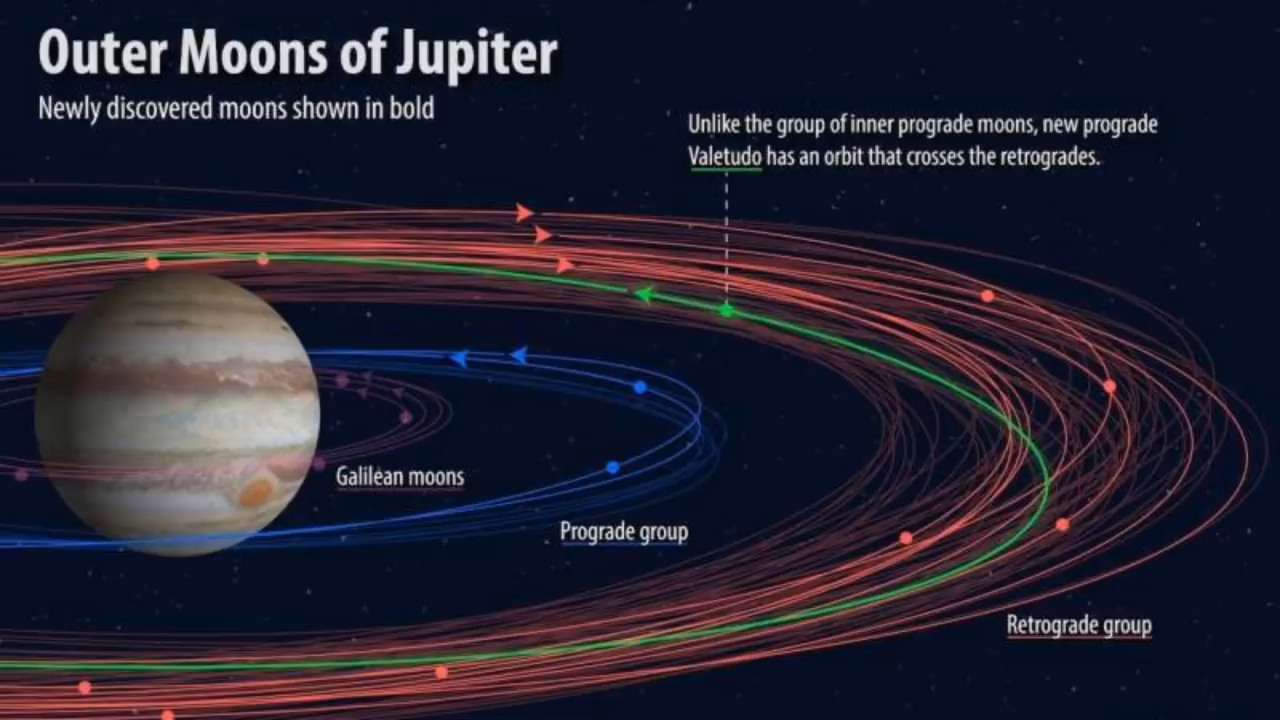 Outer Moons of Jupiter
Newly discovered moons shown in bold
Unlike the group of inner prograde moons, new prograde
Valetudo has an orbit that crosses the retrogrades.
Galilean moons
Prograde group
Retrograde group